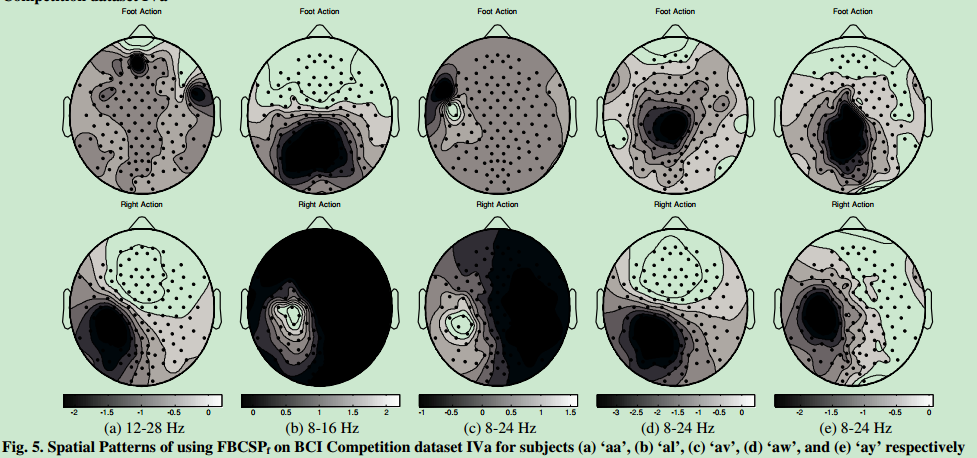 Competition dataset IVa
Foot Action Foot Action Foot Action Foot Action Foot Action
Right Action Right Action Right Action Right Action Right Action
-2 -1.5 -1 -0.5 0 0 0.5 1 1.5 2 -1 -0.5 0 0.5 1 1.5 -3 -2.5 -2 -1.5 -1 -0.5 0 -2 -1.5 -1 -0.5 0
(a) 12-28 Hz (b) 8-16 Hz (c) 8-24 Hz (d) 8-24 Hz (e) 8-24 Hz
Fig. 5. Spatial Patterns of using FBCSPf on BCI Competition dataset IVa for subjects (a) ‘aa’, (b) ‘al’, (c) ‘av’, (d) ‘aw’, and (e) ‘ay’ respectively